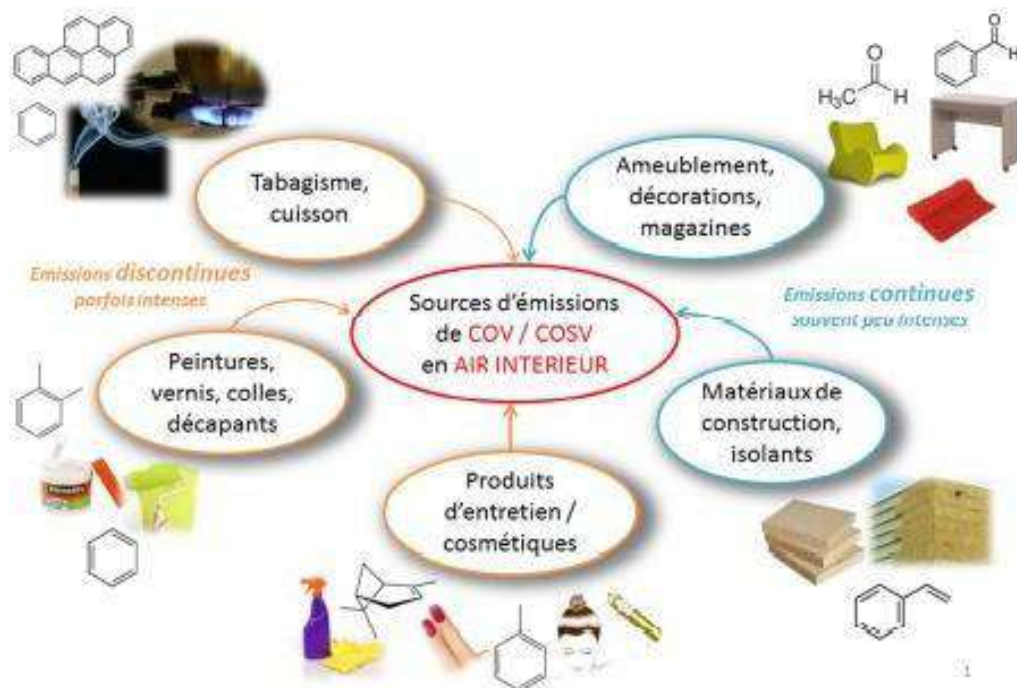 Tabagisme,
cuisson
Ameublement,
décorations,
magazines
O
H
O
H₃C
H
Emissions discontinues
parfois intenses
Sources d'émissions
de COV / COSV
en AIR INTERIEUR
Emissions continues
souvent peu intenses
Peintures,
vernis, colles,
décapants
Matériaux de
construction,
isolants
Produits
d'entretien /
cosmétiques
1